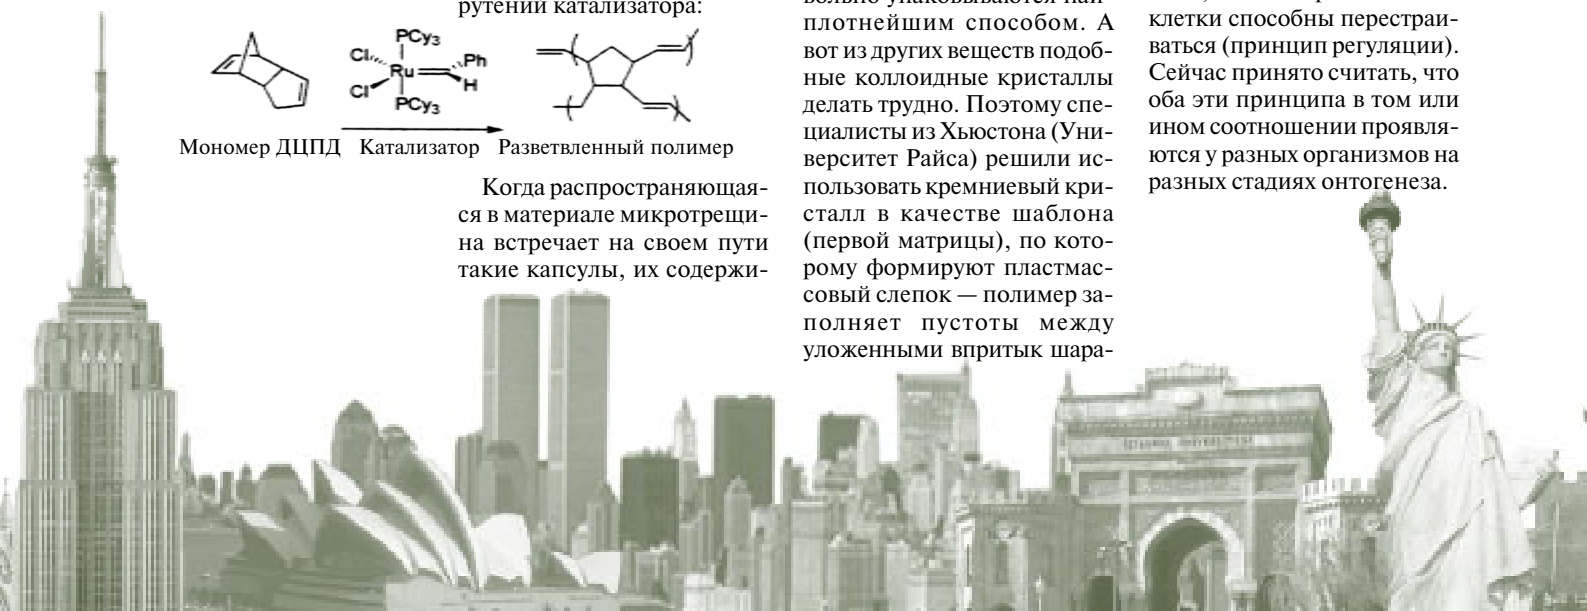 рутений катализатора:
PCy₃
Cl
Ru
Ph
H
Cl
PCy₃
Мономер ДЦПД Катализатор Разветвленный полимер
Когда распространяющая-
ся в материале микротрещи-
на встречает на своем пути
такие капсулы, их содержи-
плотнейшим способом. А
вот из других веществ подоб-
ные коллоидные кристаллы
делать трудно. Поэтому спе-
циалисты из Хьюстона (Уни-
верситет Райса) решили ис-
пользовать кремниевый кри-
сталл в качестве шаблона
(первой матрицы), по кото-
рому формируют пластмас-
совый слепок — полимер за-
полняет пустоты между
уложенными впритык шара-
клетки способны перестраи-
ваться (принцип регуляции).
Сейчас принято считать, что
оба эти принципа в том или
ином соотношении проявля-
ются у разных организмов на
разных стадиях онтогенеза.